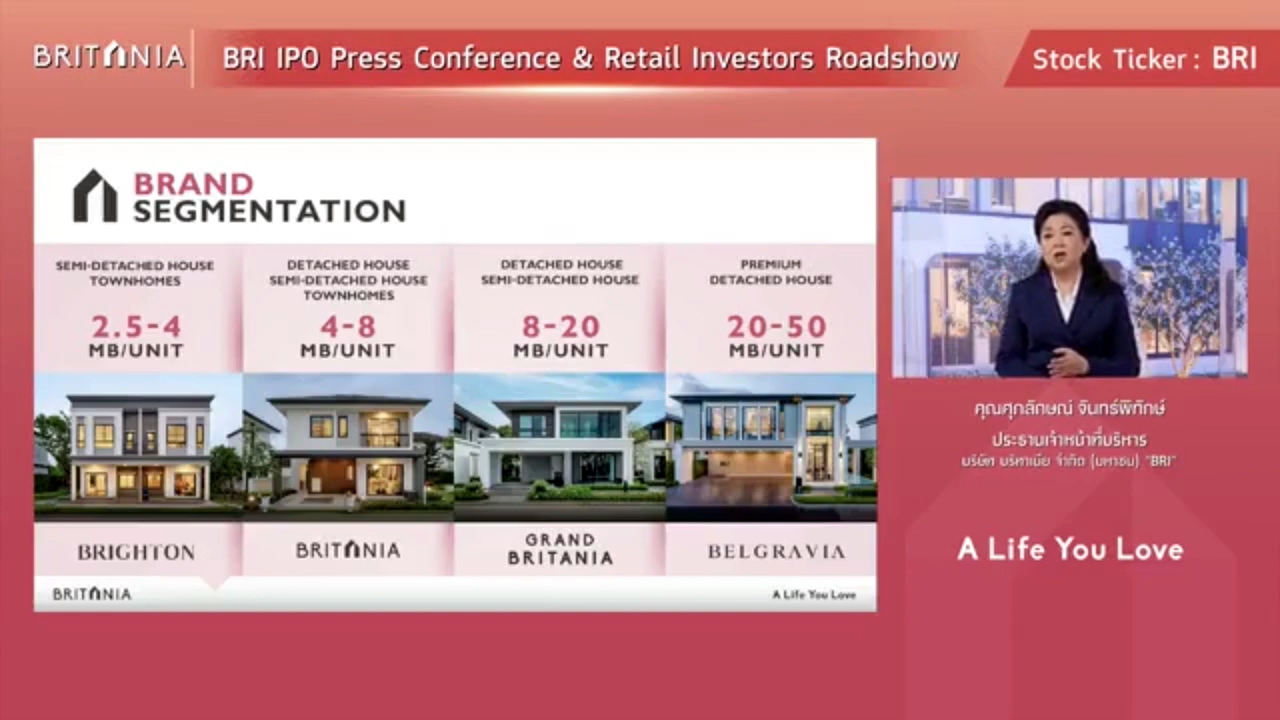 BRITANIA
BRI IPO Press Conference & Retail Investors Roadshow
Stock Ticker : BRI
BRAND
SEGMENTATION
SEMI-DETACHED HOUSE
TOWNHOMES
2.5-4
MB/UNIT
DETACHED HOUSE
SEMI-DETACHED HOUSE
TOWNHOMES
4-8
MB/UNIT
DETACHED HOUSE
SEMI-DETACHED HOUSE
8-20
MB/UNIT
PREMIUM
DETACHED HOUSE
20-50
MB/UNIT
BRIGHTON
BRITANIA
GRAND
BRITANIA
BELGRAVIA
BRITANIA
A Life You Love
คุณศุภลักษณ์ จันทร์พิทักษ์
ประธานเจ้าหน้าที่บริหาร
บริษัท บริทาเนีย จำกัด (มหาชน) "BRI"
A Life You Love